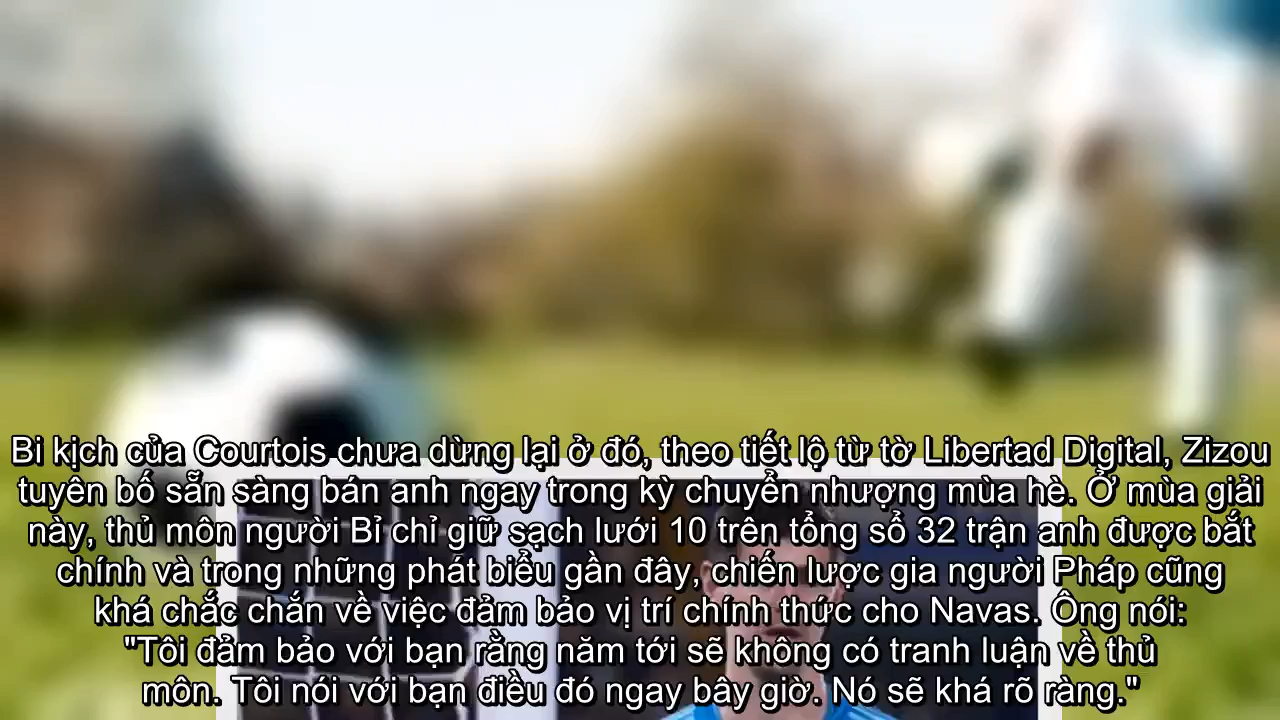 Bi kịch của Courtois chưa dừng lại ở đó, theo tiết lộ từ tờ Libertad Digital, Zizou
tuyên bố sẵn sàng bán anh ngay trong kỳ chuyển nhượng mùa hè. Ở mùa giải
này, thủ môn người Bỉ chỉ giữ sạch lưới 10 trên tổng sổ 32 trận anh được bắt
chính và trong những phát biểu gần đây, chiến lược gia người Pháp cũng
khá chắc chắn về việc đảm bảo vị trí chính thức cho Navas. Ông nói:
"Tôi đảm bảo với bạn rằng năm tới sẽ không có tranh luận về thủ
môn. Tôi nói với bạn điều đó ngay bây giờ. Nó sẽ khá rõ ràng."